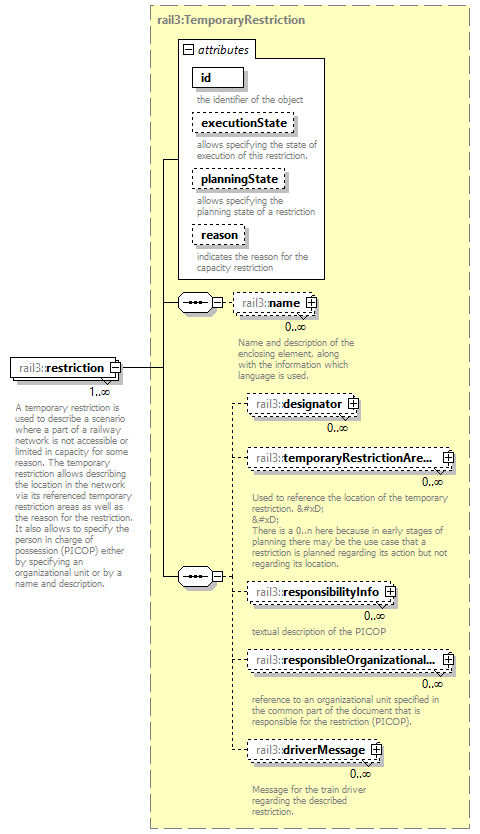 rail3:TemporaryRestriction
attributes
id
the identifier of the object
executionState
allows specifying the state of
execution of this restriction.
planningState
allows specifying the
planning state of a restriction
reason
indicates the reason for the
capacity restriction
rail3::name
0..∞
Name and description of the
enclosing element, along
with the information which
language is used.
rail3::restriction
1..∞
A temporary restriction is
used to describe a scenario
where a part of a railway
network is not accessible or
limited in capacity for some
reason. The temporary
restriction allows describing
the location in the network
via its referenced temporary
restriction areas as well as
the reason for the restriction.
It also allows to specify the
person in charge of
possession (PICOP) either
by specifying an
organizational unit or by a
name and description.
rail3::designator
0..∞
rail3::temporaryRestrictionAre...
0..∞
Used to reference the location of the temporary
restriction. &#xD;
&#xD;
There is a 0..n here because in early stages of
planning there may be the use case that a
restriction is planned regarding its action but not
regarding its location.
rail3::responsibilityInfo
0..∞
textual description of the PICOP
rail3::responsibleOrganizational...
0..∞
reference to an organizational unit specified in
the common part of the document that is
responsible for the restriction (PICOP).
rail3::driverMessage
0..∞
Message for the train driver
regarding the described
restriction.